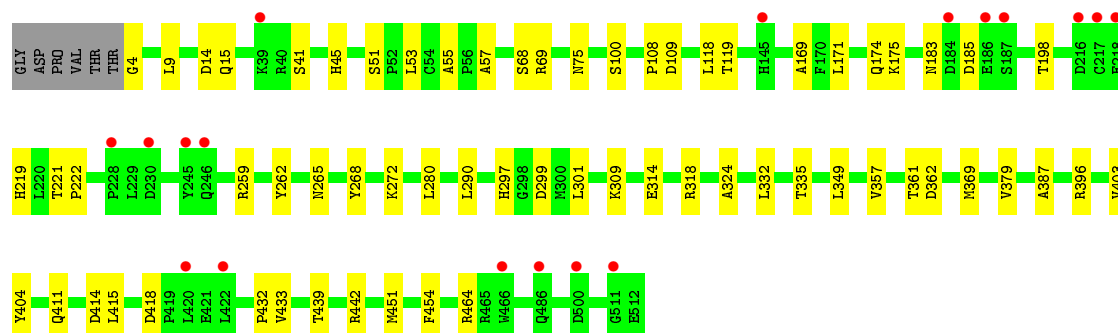 GLY ASP PRO VAL THR THR G4 L9 D14 Q15 K39 R40 S41 H45 S51 P52 L53 C54 A55 P56 A57 S68 R69 N75 S100 P108 D109 L118 T119 H145 A169 F170 L171 Q174 K175 N183 D184 D185 E186 S187 T198 D216 C217 E218
H219 L220 T221 P222 P228 L229 D230 Y245 Q246 R259 Y262 N265 Y268 K272 L280 L290 H297 G298 D299 M300 L301 K309 E314 R318 A324 L332 T335 L349 V357 T361 D362 M369 V379 A387 R396 V403
Y404 Q411 D414 L415 D418 P419 L420 E421 L422 P432 V433 T439 R442 M451 F454 R464 R465 W466 Q486 D500 G511 E512